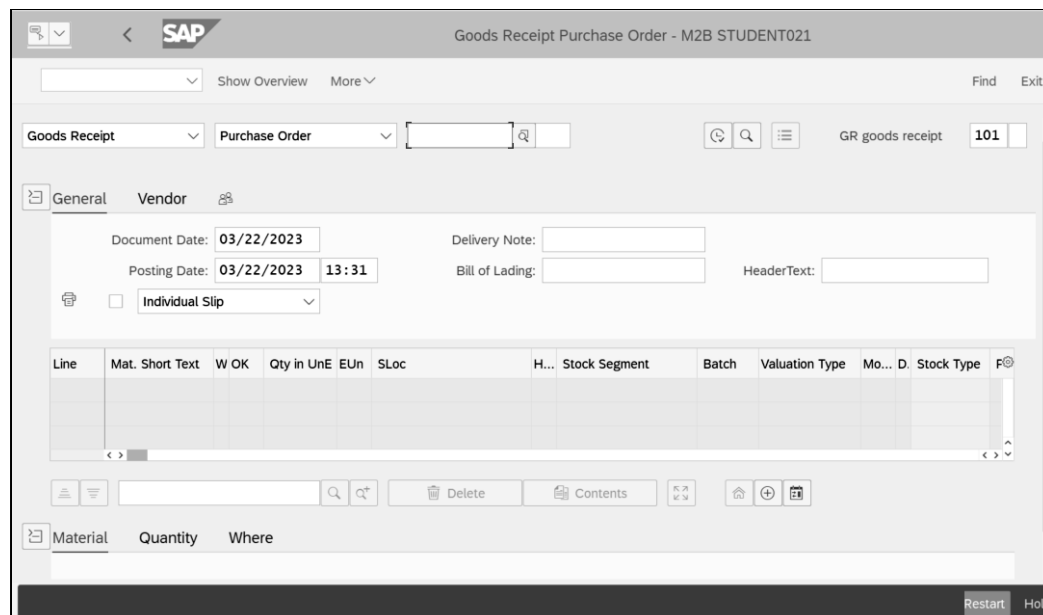 SAP Goods Receipt Purchase Order - M2B STUDENT021
Show Overview More Find Exit
Goods Receipt Purchase Order GR goods receipt 101
General Vendor
Document Date: 03/22/2023 Delivery Note:
Posting Date: 03/22/2023 13:31 Bill of Lading: HeaderText:
Individual Slip
Line Mat. Short Text W OK Qty in UnE EUn SLoc H... Stock Segment Batch Valuation Type Mo... D. Stock Type
Delete Contents
Material Quantity Where
Restart